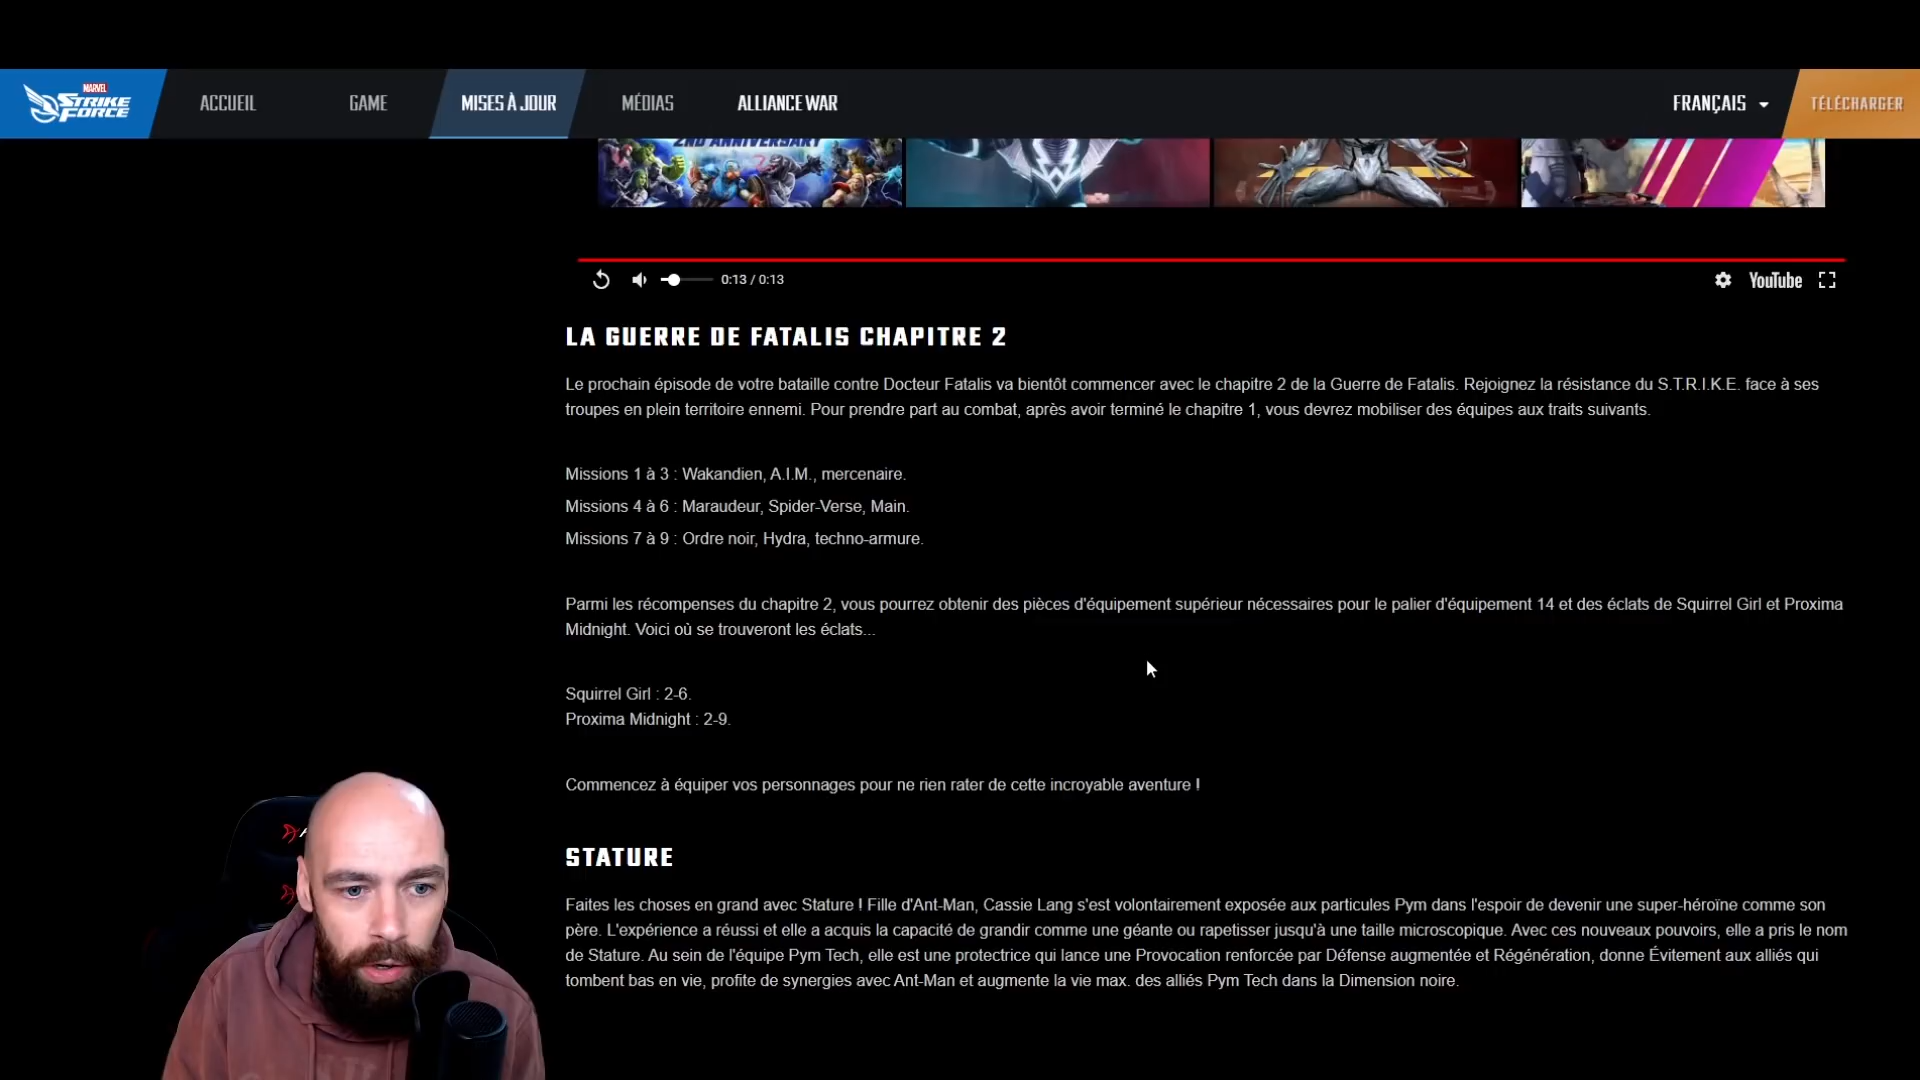 MARVEL
STRIKE
FORCE
ACCUEIL
GAME
MISES À JOUR
MÉDIAS
ALLIANCE WAR
FRANÇAIS
TÉLÉCHARGER
2ND ANNIVERSARY
0:13 / 0:13
YouTube
LA GUERRE DE FATALIS CHAPITRE 2
Le prochain épisode de votre bataille contre Docteur Fatalis va bientôt commencer avec le chapitre 2 de la Guerre de Fatalis. Rejoignez la résistance du S.T.R.I.K.E. face à ses
troupes en plein territoire ennemi. Pour prendre part au combat, après avoir terminé le chapitre 1, vous devrez mobiliser des équipes aux traits suivants.
Missions 1 à 3 : Wakandien, A.I.M., mercenaire.
Missions 4 à 6 : Maraudeur, Spider-Verse, Main.
Missions 7 à 9 : Ordre noir, Hydra, techno-armure.
Parmi les récompenses du chapitre 2, vous pourrez obtenir des pièces d'équipement supérieur nécessaires pour le palier d'équipement 14 et des éclats de Squirrel Girl et Proxima
Midnight. Voici où se trouveront les éclats...
Squirrel Girl : 2-6.
Proxima Midnight : 2-9.
Commencez à équiper vos personnages pour ne rien rater de cette incroyable aventure !
STATURE
Faites les choses en grand avec Stature ! Fille d'Ant-Man, Cassie Lang s'est volontairement exposée aux particules Pym dans l'espoir de devenir une super-héroïne comme son
père. L'expérience a réussi et elle a acquis la capacité de grandir comme une géante ou rapetisser jusqu'à une taille microscopique. Avec ces nouveaux pouvoirs, elle a pris le nom
de Stature. Au sein de l'équipe Pym Tech, elle est une protectrice qui lance une Provocation renforcée par Défense augmentée et Régénération, donne Évitement aux alliés qui
tombent bas en vie, profite de synergies avec Ant-Man et augmente la vie max. des alliés Pym Tech dans la Dimension noire.